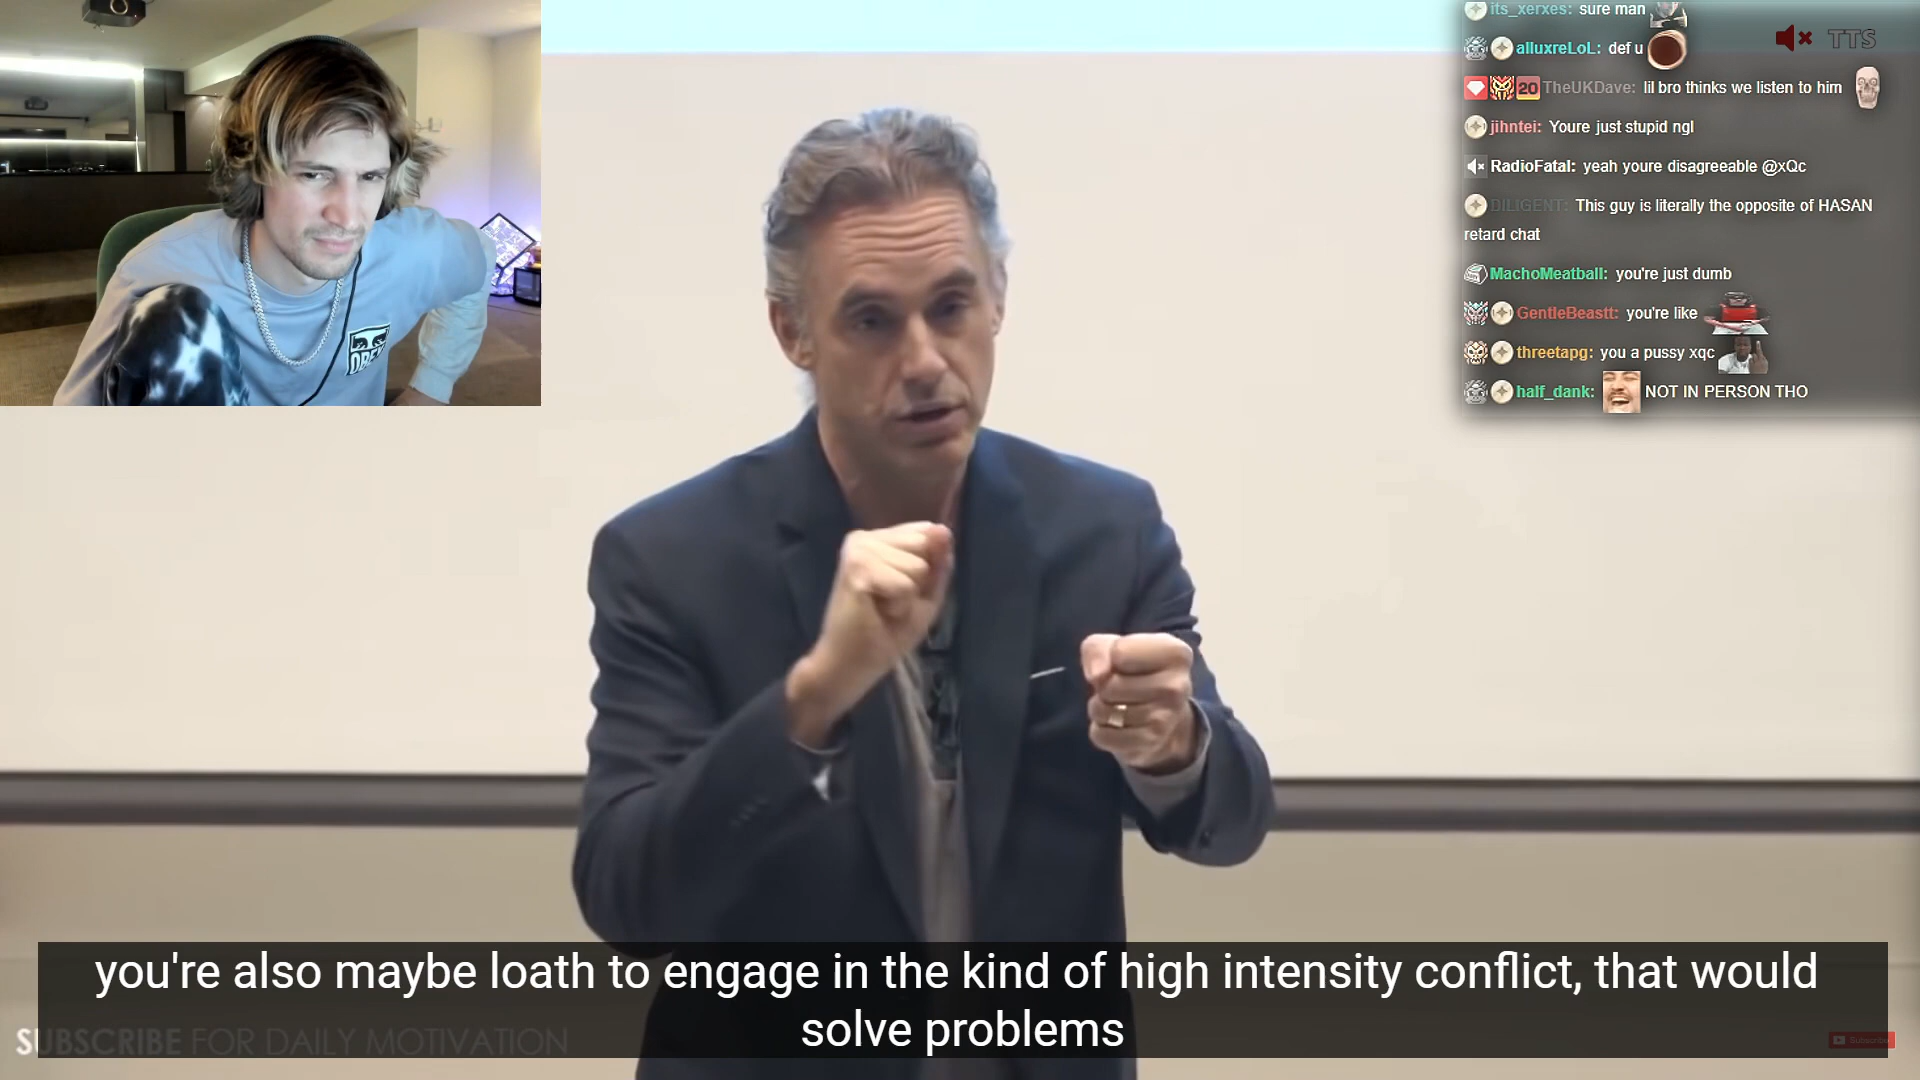 its_xerxes: sure man
TTS
alluxreLoL: def u
20 TheUKDave: lil bro thinks we listen to him
jihntei: Youre just stupid ngl
RadioFatal: yeah youre disagreeable @xQc
DILIGENT: This guy is literally the opposite of HASAN
retard chat
MachoMeatball: you're just dumb
GentleBeastt: you're like
threetapg: you a pussy xqc
half_dank: NOT IN PERSON THO
OBEY
you're also maybe loath to engage in the kind of high intensity conflict, that would
solve problems
SUBSCRIBE FOR DAILY MOTIVATION
Subscribe